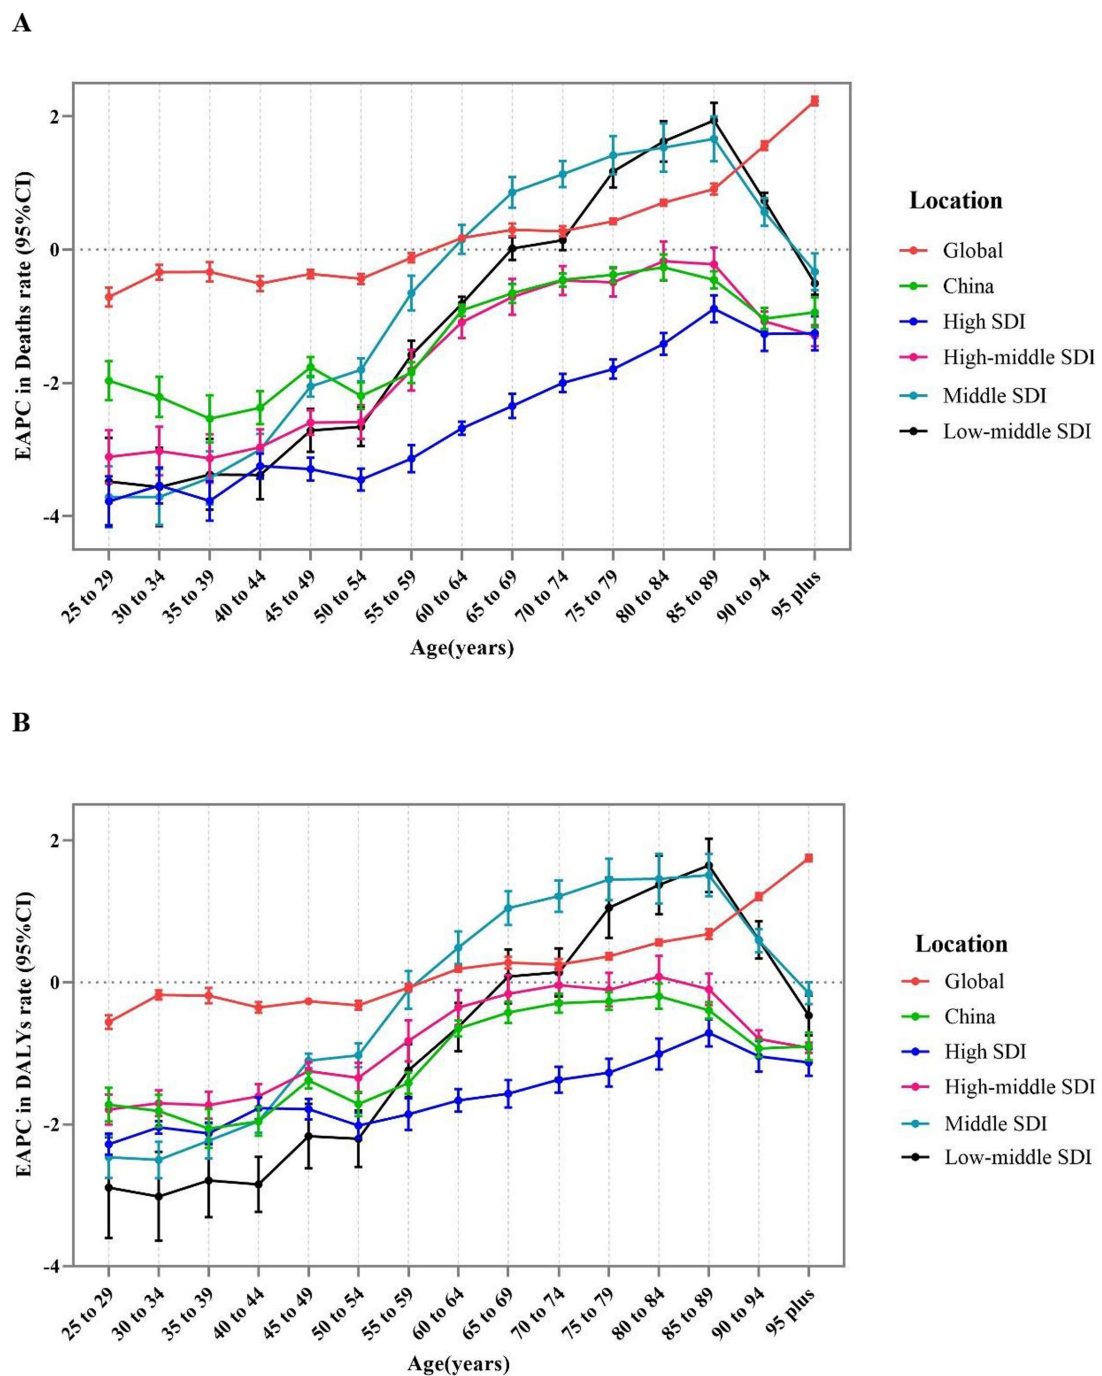 A
EAPC in Deaths rate (95%CI)
2
0
-2
-4
25 to 29
30 to 34
35 to 39
40 to 44
45 to 49
50 to 54
55 to 59
60 to 64
65 to 69
70 to 74
75 to 79
80 to 84
85 to 89
90 to 94
95 plus
Age(years)
Location
Global
China
High SDI
High-middle SDI
Middle SDI
Low-middle SDI
B
EAPC in DALYs rate (95%CI)
2
0
-2
-4
25 to 29
30 to 34
35 to 39
40 to 44
45 to 49
50 to 54
55 to 59
60 to 64
65 to 69
70 to 74
75 to 79
80 to 84
85 to 89
90 to 94
95 plus
Age(years)
Location
Global
China
High SDI
High-middle SDI
Middle SDI
Low-middle SDI